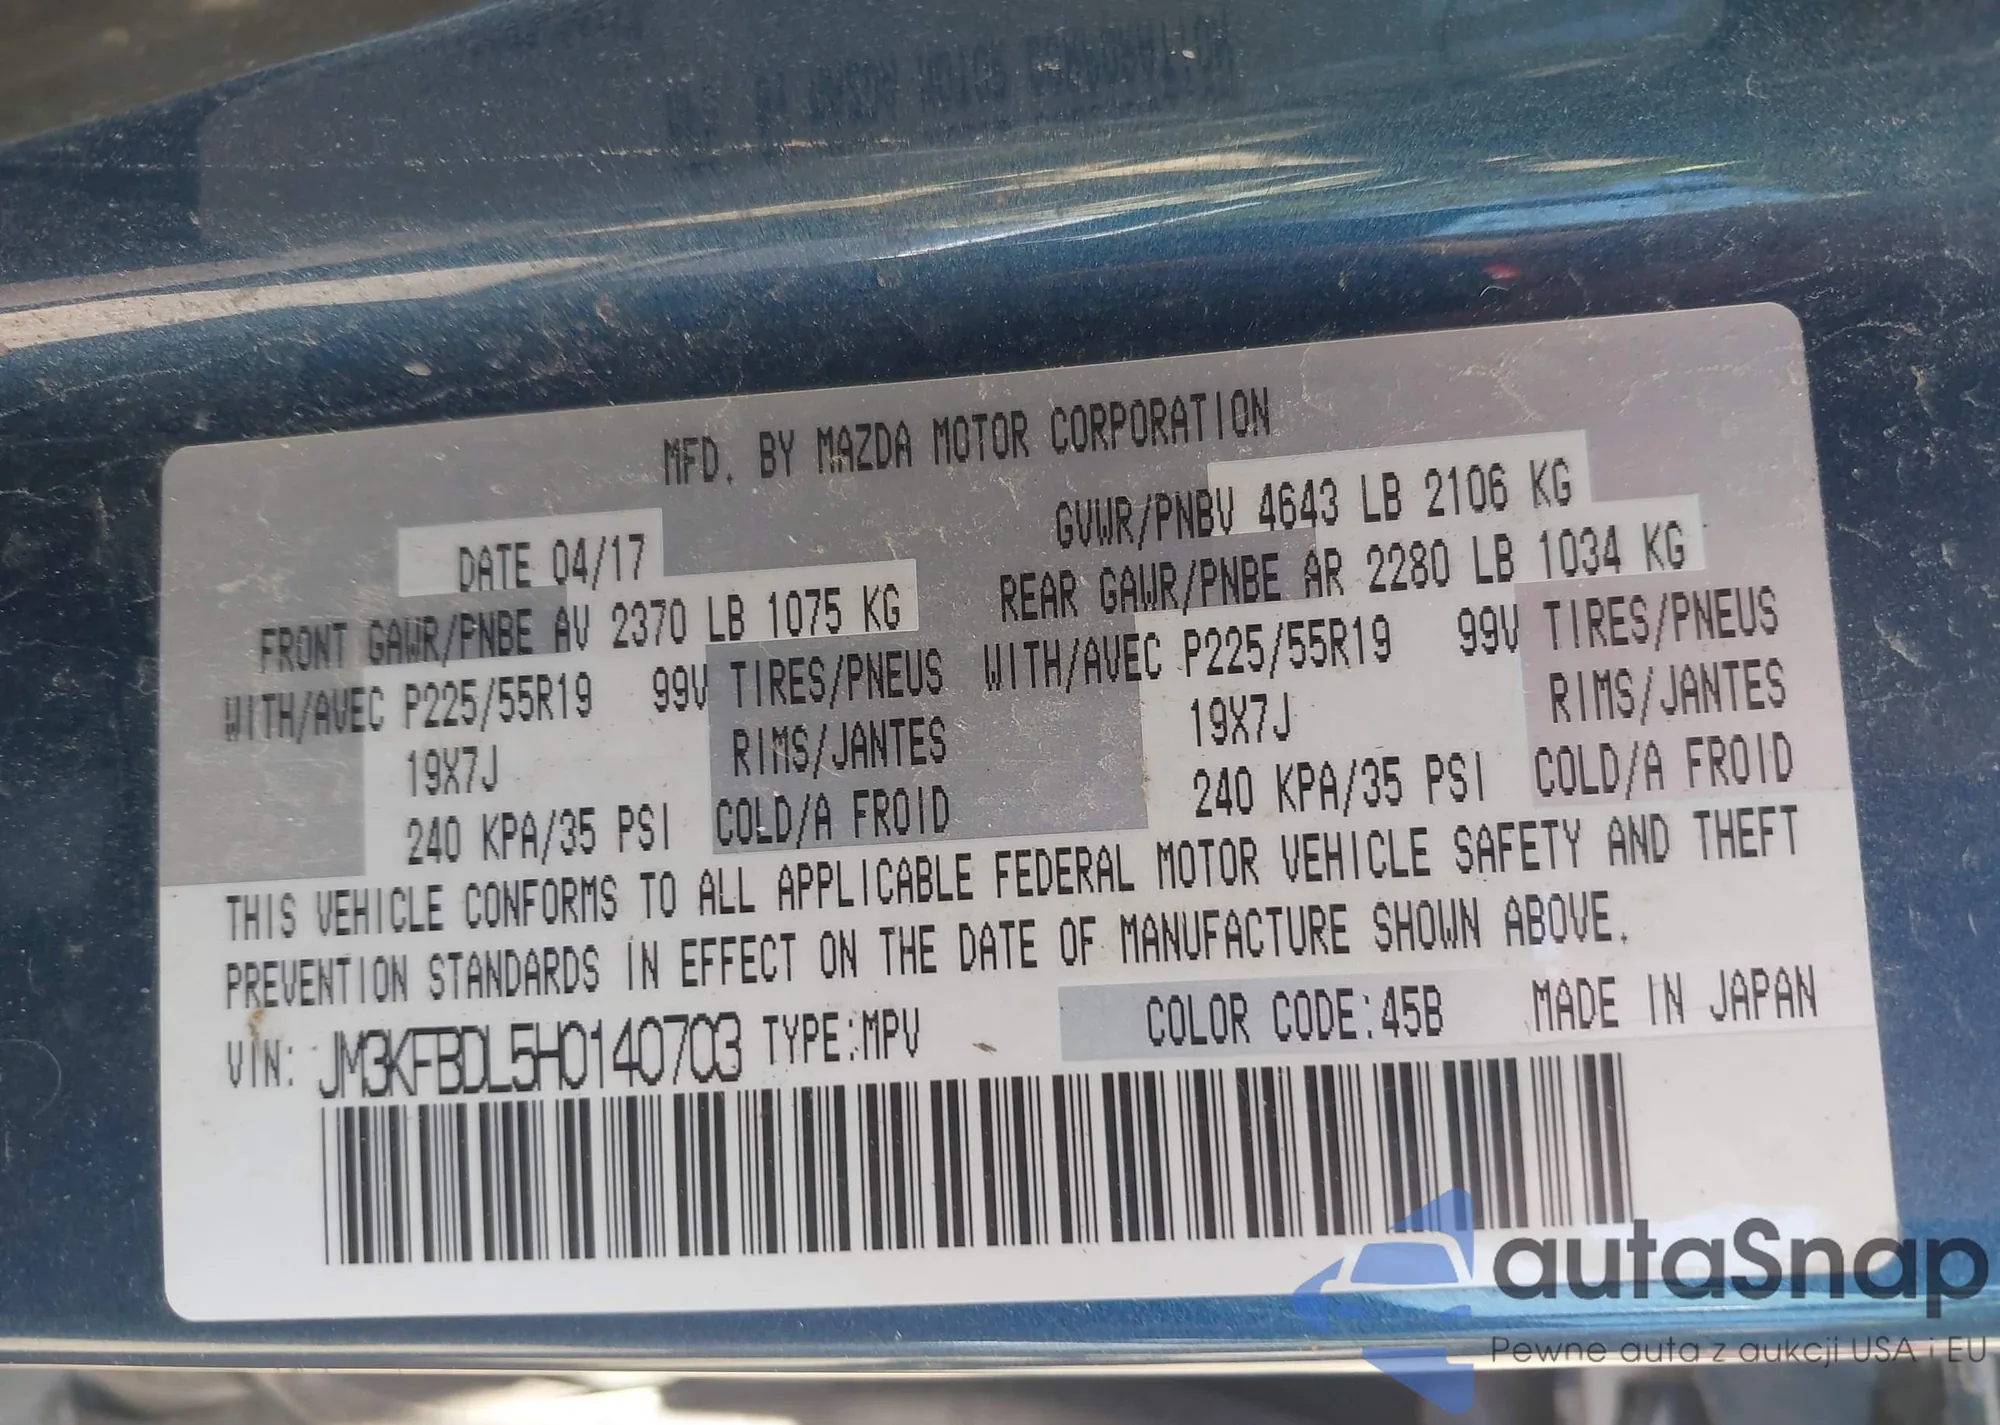 MFD. BY MAZDA MOTOR CORPORATION
DATE 04/17 GVWR/PNBV 4643 LB 2106 KG
FRONT GAWR/PNBE AV 2370 LB 1075 KG REAR GAWR/PNBE AR 2280 LB 1034 KG
WITH/AVEC P225/55R19 99V TIRES/PNEUS WITH/AVEC P225/55R19 99V TIRES/PNEUS
19X7J RIMS/JANTES 19X7J RIMS/JANTES
240 KPA/35 PSI COLD/A FROID 240 KPA/35 PSI COLD/A FROID
THIS VEHICLE CONFORMS TO ALL APPLICABLE FEDERAL MOTOR VEHICLE SAFETY AND THEFT
PREVENTION STANDARDS IN EFFECT ON THE DATE OF MANUFACTURE SHOWN ABOVE.
VIN: JM3KFBDL5H0140703 TYPE:MPV COLOR CODE:45B MADE IN JAPAN
autaSnap
Pewne auta z aukcji USA i EU